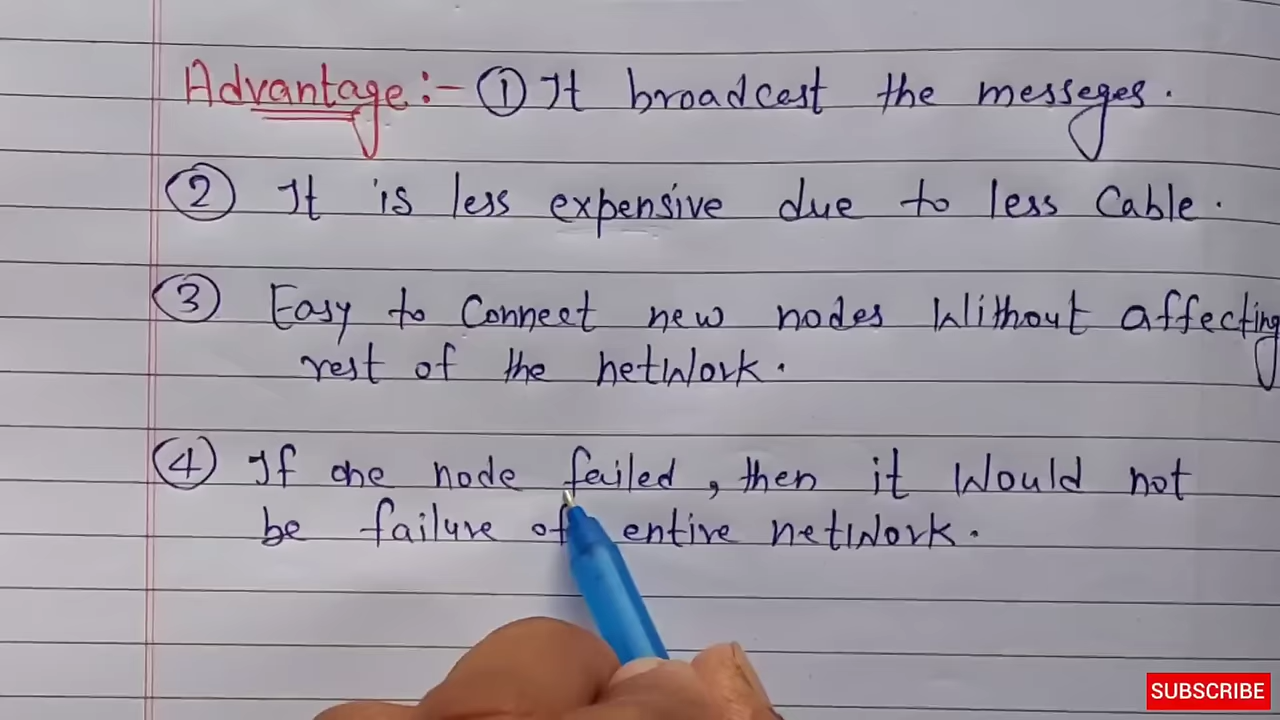 Advantage:- ① It broadcast the messeges.
② It is less expensive due to less Cable.
③ Easy to Connect new nodes Without affecting
rest of the network.
④ If one node failed, then it Would not
be failure of entire network.
SUBSCRIBE